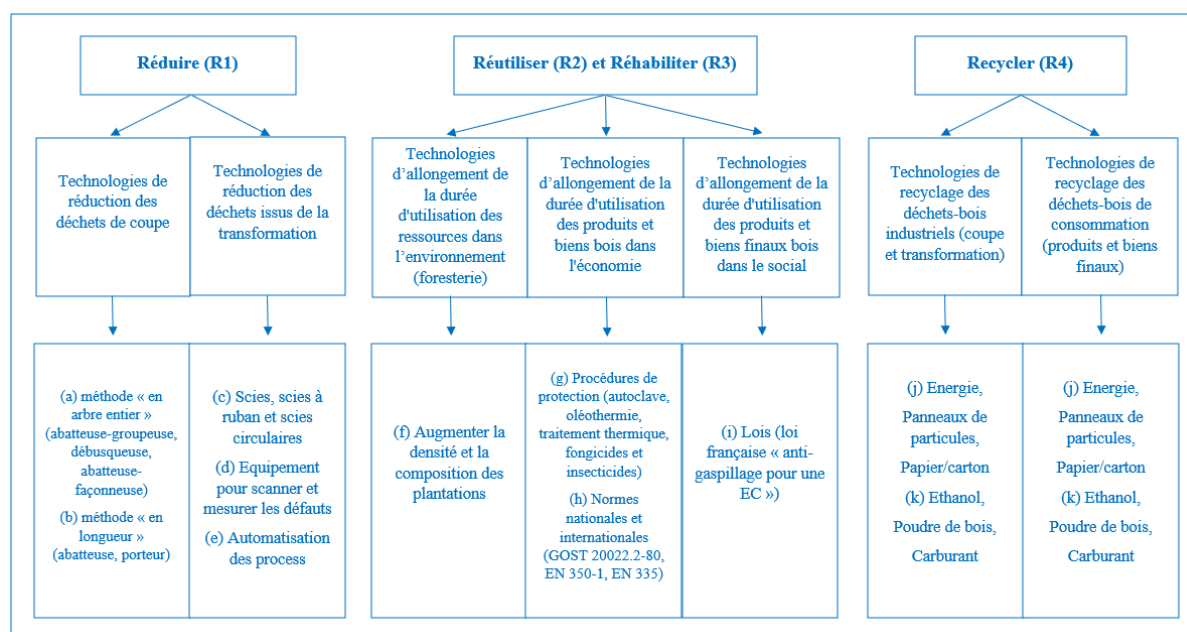 Réduire (R1)
Réutiliser (R2) et Réhabiliter (R3)
Recycler (R4)
Technologies de
réduction des
déchets de coupe
Technologies de
réduction des
déchets issus de la
transformation
Technologies
d’allongement de
la durée
d'utilisation des
ressources dans
l’environnement
(foresterie)
Technologies
d'allongement de la
durée d'utilisation
des produits et
biens bois dans
l'économie
Technologies
d’allongement de la
durée d'utilisation
des produits et
biens finaux bois
dans le social
Technologies de
recyclage des
déchets-bois
industriels (coupe
et transformation)
Technologies de
recyclage des
déchets-bois de
consommation
(produits et biens
finaux)
(a) méthode « en
arbre entier »
(abatteuse-groupeuse,
débusqueuse,
abatteuse-
façonneuse)
(b) méthode « en
longueur »
(abatteuse, porteur)
(c) Scies, scies à
ruban et scies
circulaires
(d) Equipement
pour scanner et
mesurer les défauts
(e) Automatisation
des process
(f) Augmenter la
densité et la
composition des
plantations
(g) Procédures de
protection (autoclave,
oléothermie,
traitement thermique,
fongicides et
insecticides)
(h) Normes
nationales et
internationales
(GOST 20022.2-80,
EN 350-1, EN 335)
(i) Lois (loi
française « anti-
gaspillage pour une
EC »)
(j) Energie,
Panneaux de
particules,
Papier/carton
(k) Ethanol,
Poudre de bois,
Carburant
(j) Energie,
Panneaux de
particules,
Papier/carton
(k) Ethanol,
Poudre de bois,
Carburant